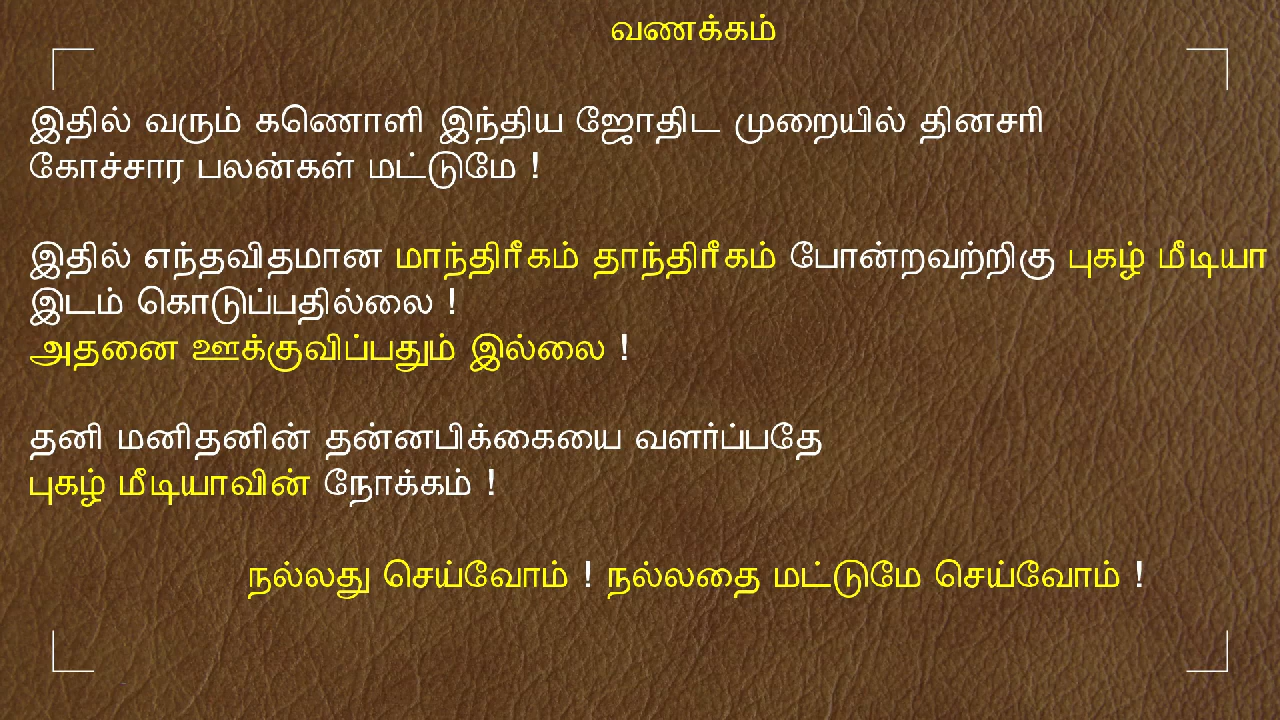 வணக்கம்
இதில் வரும் கணொளி இந்திய ஜோதிட முறையில் தினசரி
கோச்சார பலன்கள் மட்டுமே !
இதில் எந்தவிதமான மாந்திரீகம் தாந்திரீகம் போன்றவற்றிகு புகழ் மீடியா
இடம் கொடுப்பதில்லை !
அதனை ஊக்குவிப்பதும் இல்லை !
தனி மனிதனின் தன்னபிக்கையை வளர்ப்பதே
புகழ் மீடியாவின் நோக்கம் !
நல்லது செய்வோம் ! நல்லதை மட்டுமே செய்வோம் !